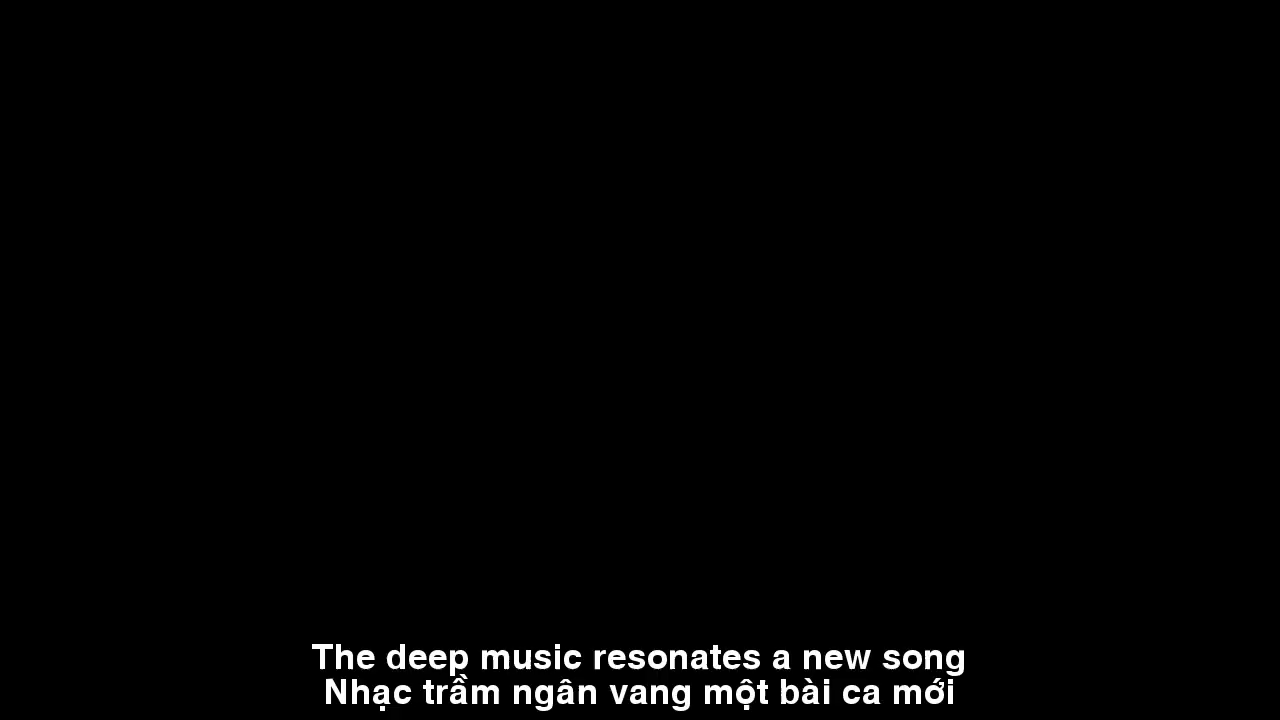 The deep music resonates a new song
Nhạc trầm ngân vang một bài ca mới